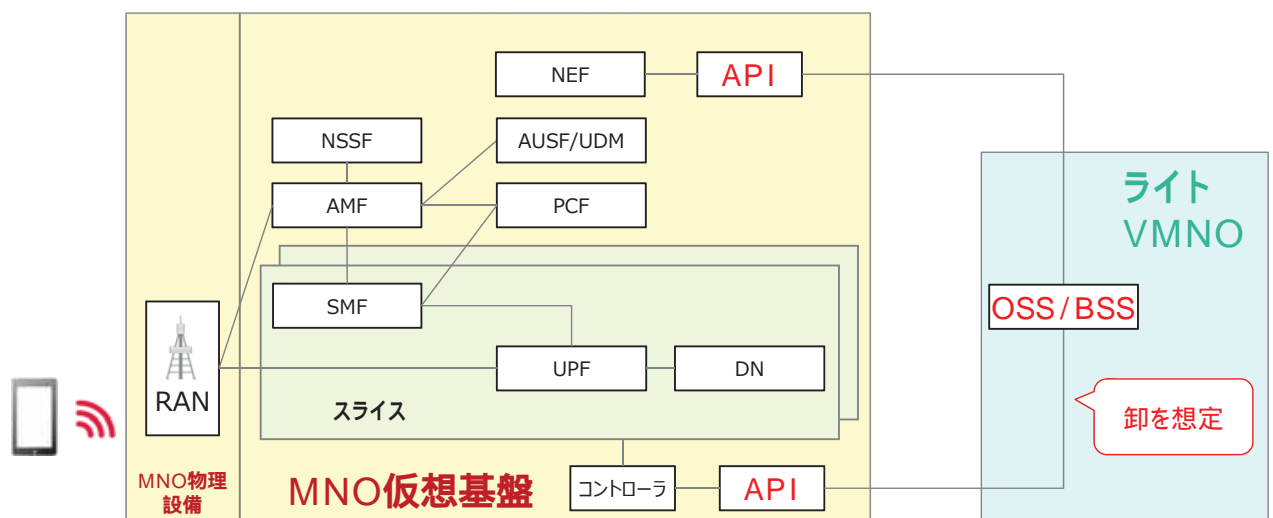 NEF
API
NSSF
AUSF/UDM
AMF
PCF
ライト
VMNO
SMF
OSS/BSS
RAN
UPF
DN
スライス
卸を想定
MNO物理
設備
MNO仮想基盤
コントローラ
API